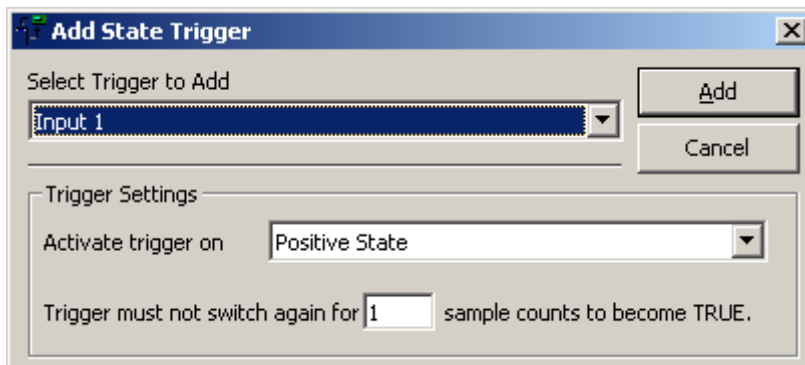 Add State Trigger
Select Trigger to Add
Add
Input 1
Cancel
Trigger Settings
Activate trigger on Positive State
Trigger must not switch again for 1 sample counts to become TRUE.